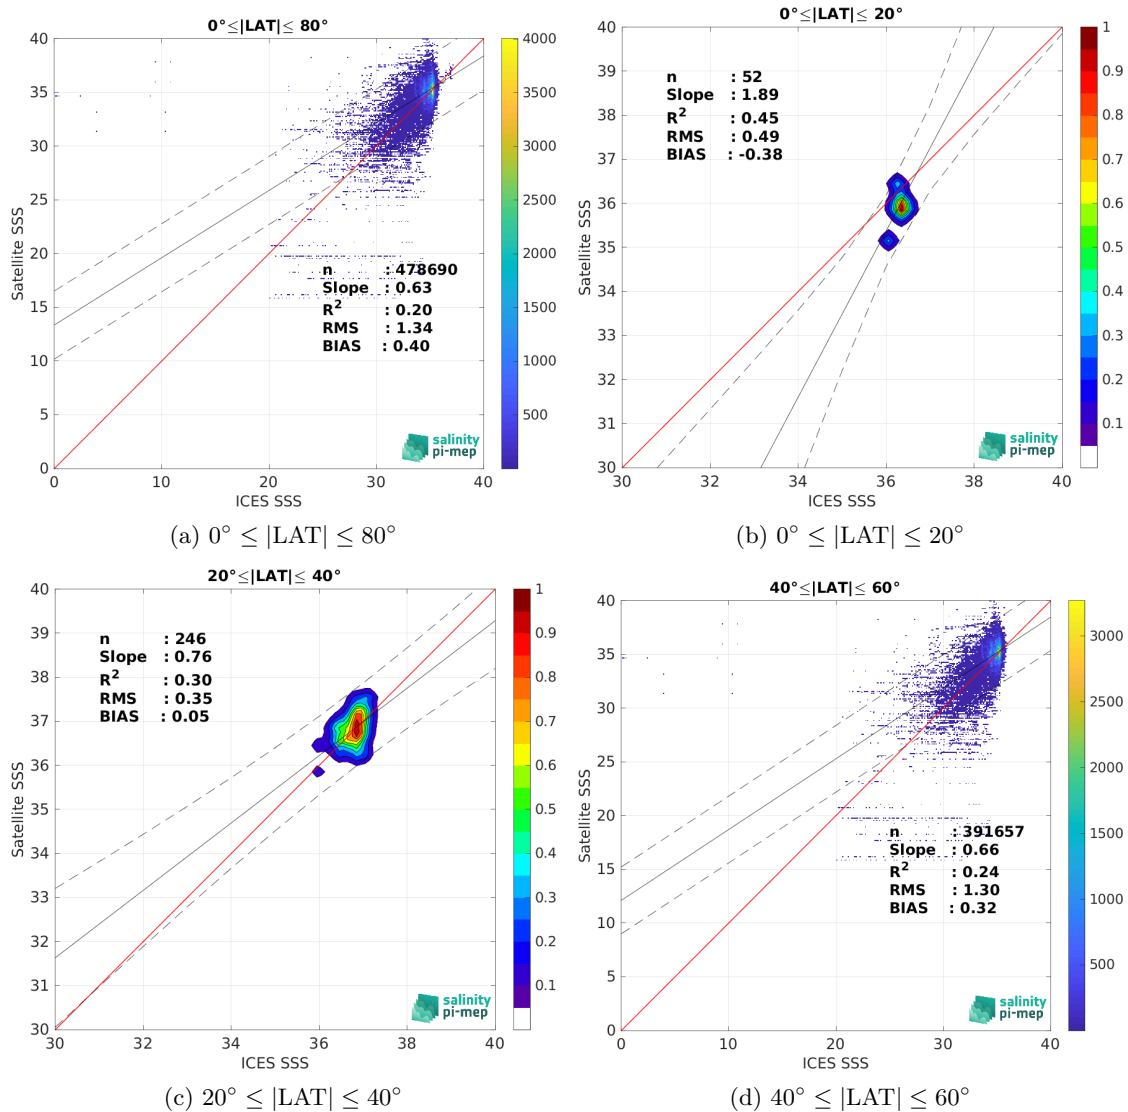 0°≤|LAT|≤ 80°
40
35
30
25
20
15
10
5
0
0
10
20
30
40
Satellite SSS
ICES SSS
n : 478690
Slope : 0.63
R² : 0.20
RMS : 1.34
BIAS : 0.40
4000
3500
3000
2500
2000
1500
1000
500
salinity
pi-mep
(a) 0° ≤ |LAT| ≤ 80°
0°≤|LAT|≤ 20°
40
39
38
37
36
35
34
33
32
31
30
30
32
34
36
38
40
Satellite SSS
ICES SSS
n : 52
Slope : 1.89
R² : 0.45
RMS : 0.49
BIAS : -0.38
1
0.9
0.8
0.7
0.6
0.5
0.4
0.3
0.2
0.1
salinity
pi-mep
(b) 0° ≤ |LAT| ≤ 20°
20°≤|LAT|≤ 40°
40
39
38
37
36
35
34
33
32
31
30
30
32
34
36
38
40
Satellite SSS
ICES SSS
n : 246
Slope : 0.76
R² : 0.30
RMS : 0.35
BIAS : 0.05
1
0.9
0.8
0.7
0.6
0.5
0.4
0.3
0.2
0.1
salinity
pi-mep
(c) 20° ≤ |LAT| ≤ 40°
40°≤|LAT|≤ 60°
40
35
30
25
20
15
10
5
0
0
10
20
30
40
Satellite SSS
ICES SSS
n : 391657
Slope : 0.66
R² : 0.24
RMS : 1.30
BIAS : 0.32
3000
2500
2000
1500
1000
500
salinity
pi-mep
(d) 40° ≤ |LAT| ≤ 60°